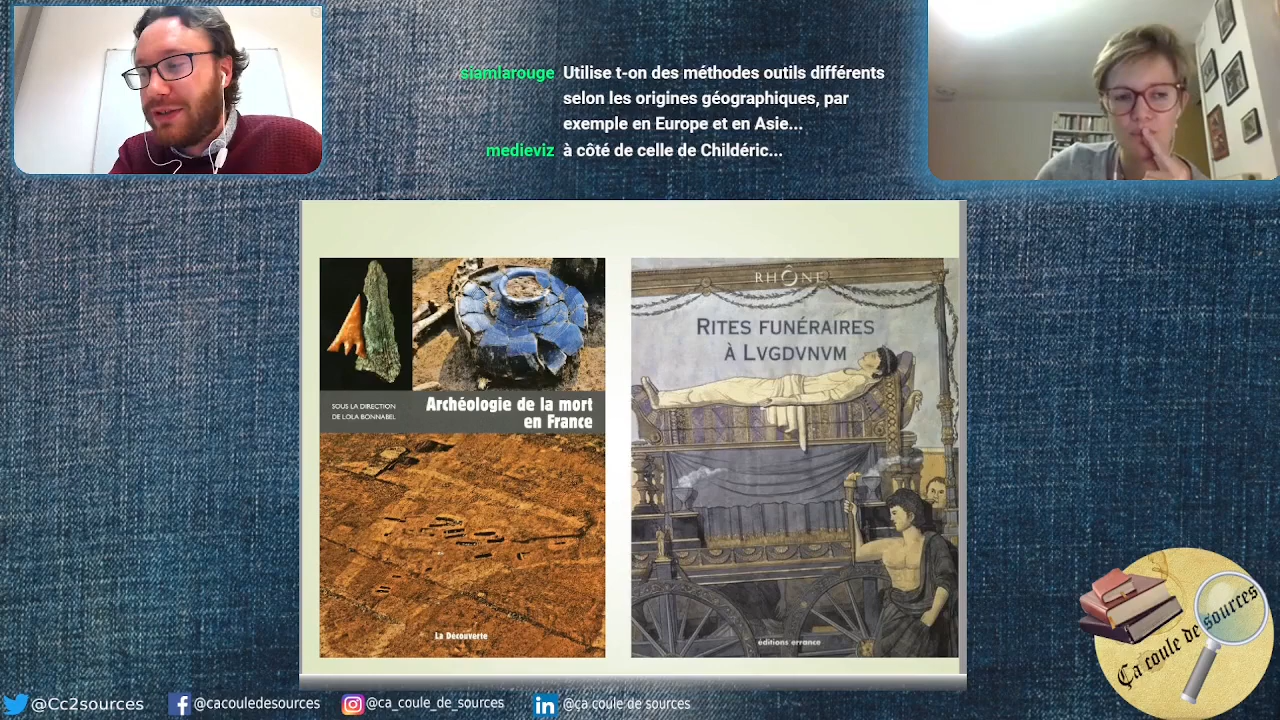 siamlarouge Utilise t-on des méthodes outils différents
selon les origines géographiques, par
exemple en Europe et en Asie...
medieviz à côté de celle de Childéric...
SOUS LA DIRECTION
DE LOLA BONNABEL
Archéologie de la mort
en France
La Découverte
RHÔNE
RITES FUNÉRAIRES
À LVGDVNVM
éditions errance
Ça coule de sources
@Cc2sources
@cacouledesources
@ca_coule_de_sources
@ca coule de sources